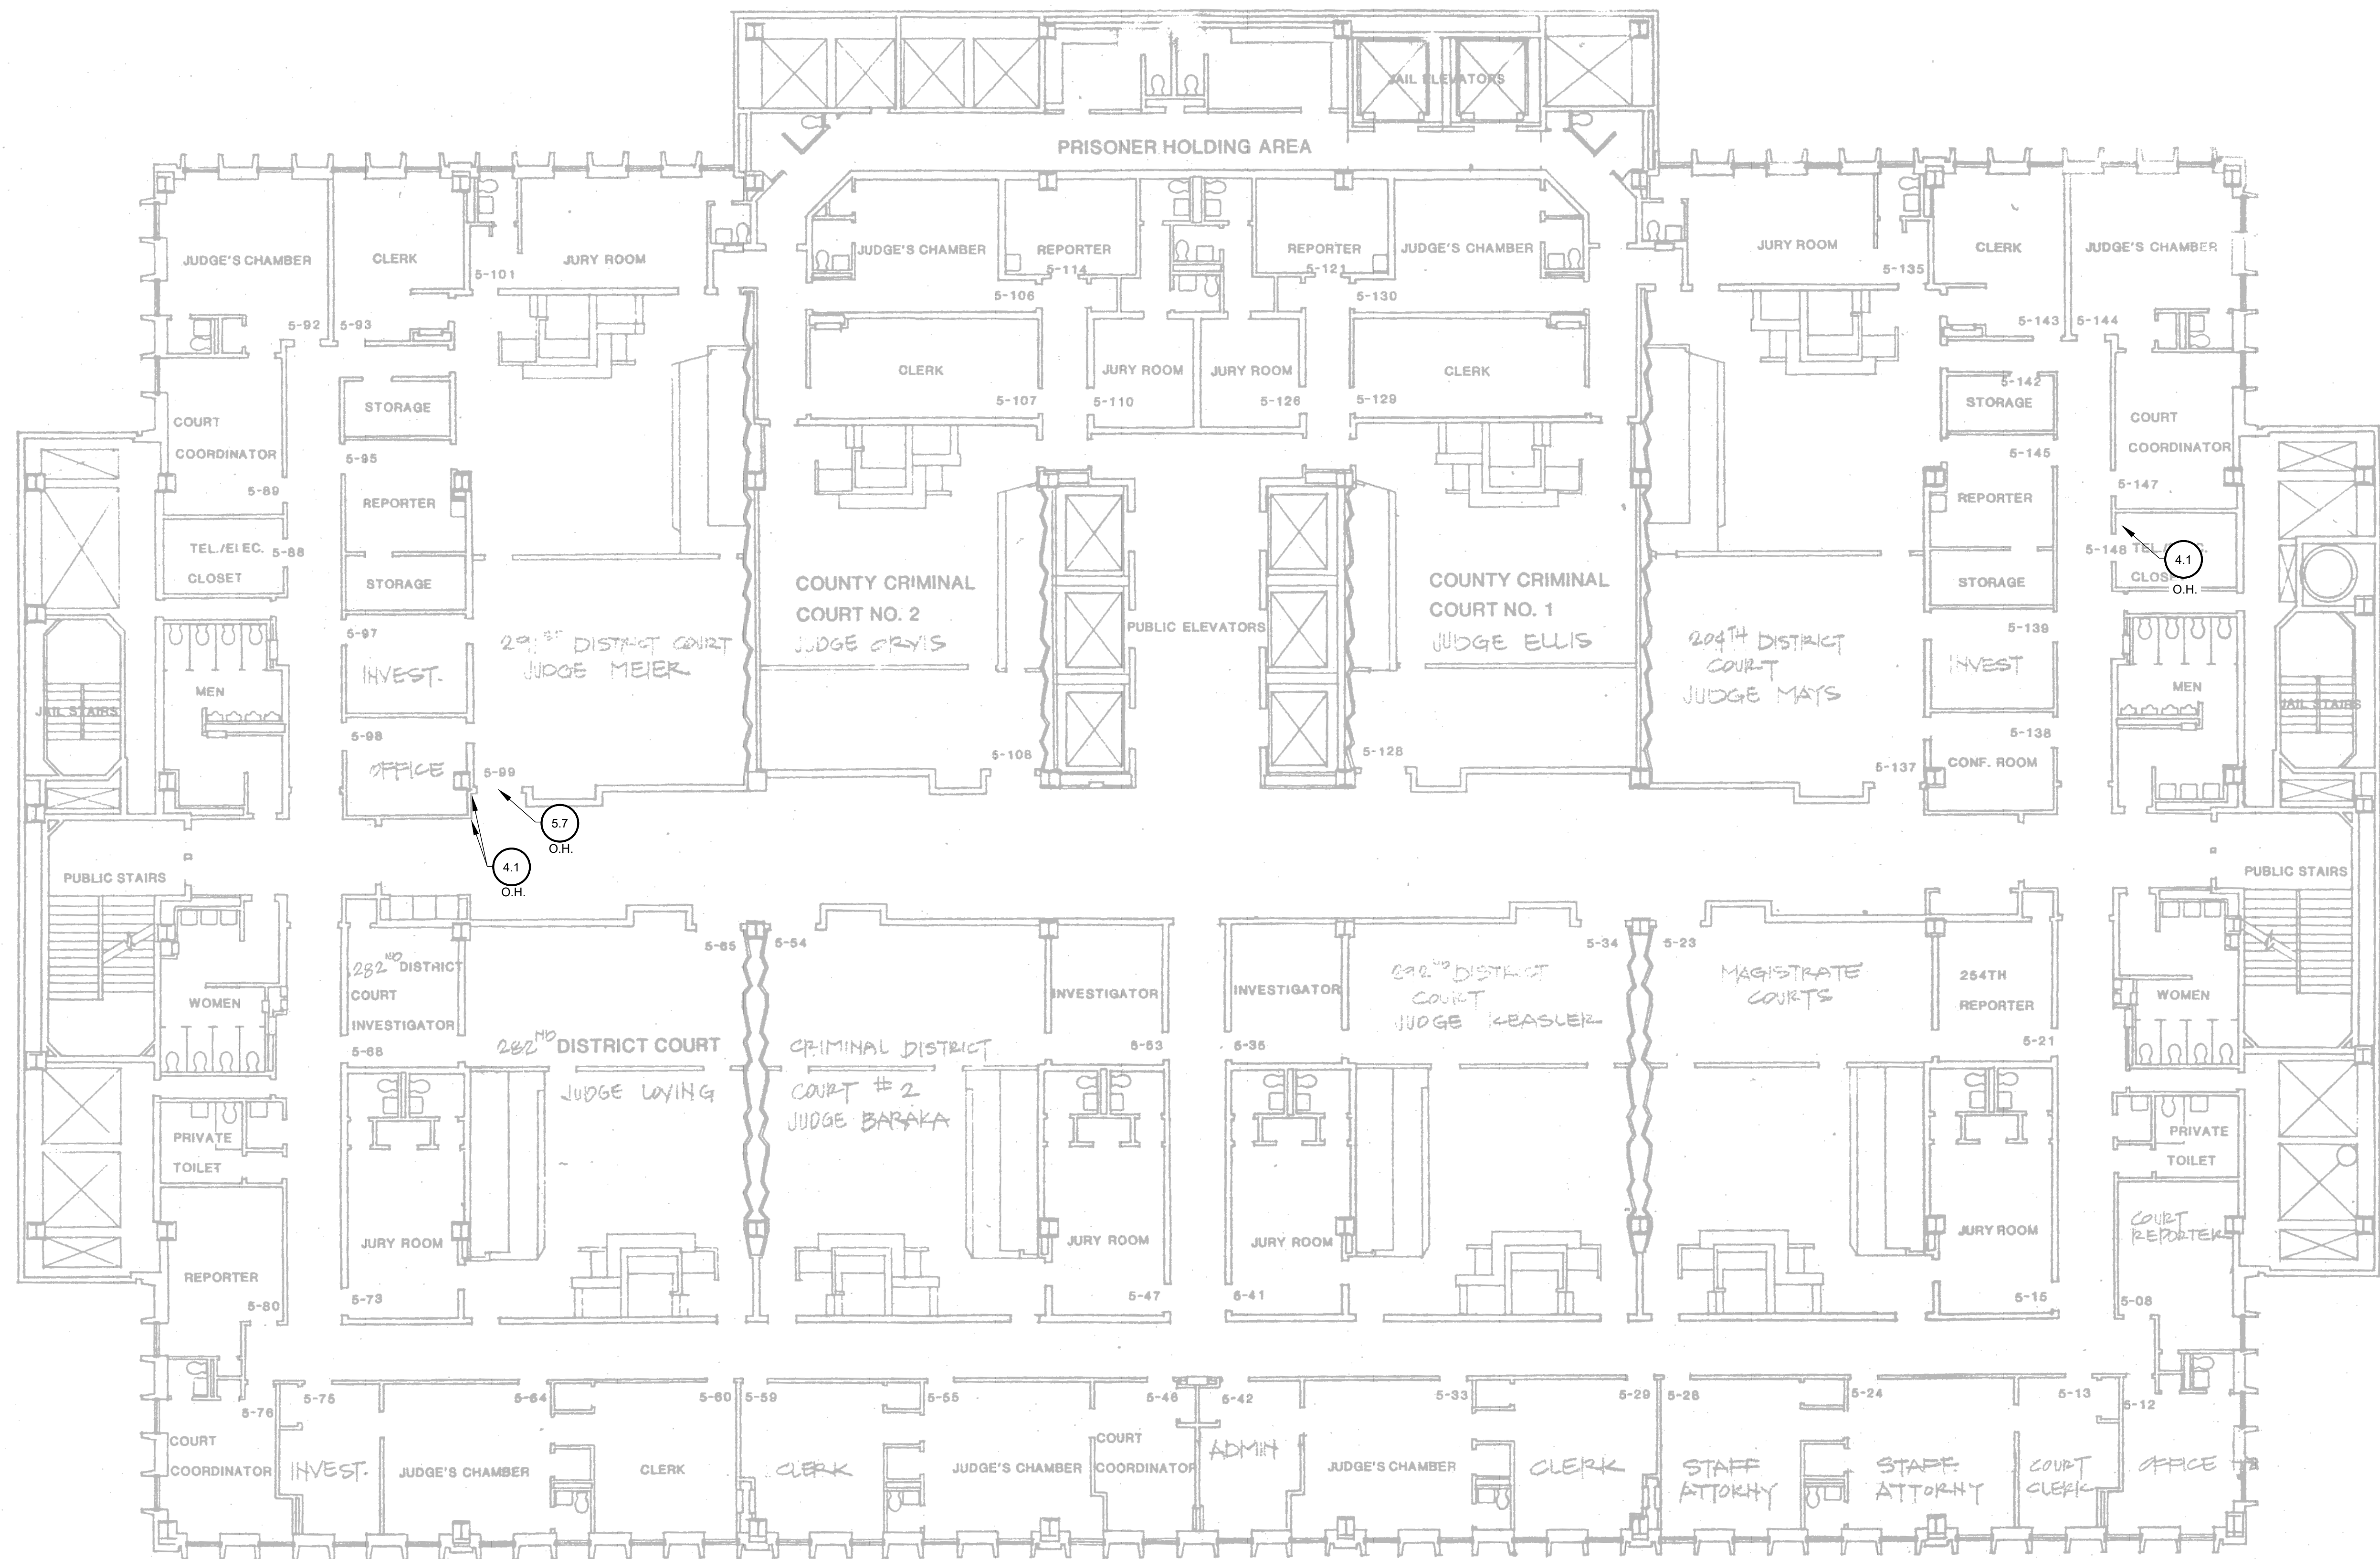 JAIL ELEVATORS
PRISONER HOLDING AREA
JUDGE'S CHAMBER
CLERK
5-101
JURY ROOM
JUDGE'S CHAMBER
REPORTER
5-114
REPORTER
5-121
JUDGE'S CHAMBER
JURY ROOM
5-135
CLERK
JUDGE'S CHAMBER
5-92
5-93
5-106
5-130
5-143
5-144
CLERK
JURY ROOM
JURY ROOM
CLERK
5-107
5-110
5-126
5-129
STORAGE
5-142
STORAGE
COURT
COORDINATOR
5-95
5-89
COURT
COORDINATOR
5-145
5-147
REPORTER
REPORTER
TEL./ELEC.
CLOSET
5-88
STORAGE
5-148
TEL./
4.1
O.H.
STORAGE
COUNTY CRIMINAL
COURT NO. 2
JUDGE ORVIS
PUBLIC ELEVATORS
COUNTY CRIMINAL
COURT NO. 1
JUDGE ELLIS
5-97
291ST DISTRICT COURT
JUDGE MEIER
204TH DISTRICT
COURT
JUDGE MAYS
5-139
INVEST.
INVEST
MEN
MEN
JAIL STAIRS
JAIL STAIRS
5-98
OFFICE
5-99
5-108
5-128
5-138
5-137
CONF. ROOM
5.7
O.H.
4.1
O.H.
PUBLIC STAIRS
PUBLIC STAIRS
5-65
5-54
5-34
5-23
282ND DISTRICT
COURT
INVESTIGATOR
INVESTIGATOR
INVESTIGATOR
292ND DISTRICT
COURT
JUDGE KEASLER
MAGISTRATE
COURTS
254TH
REPORTER
WOMEN
WOMEN
5-68
282ND DISTRICT COURT
JUDGE LOVING
CRIMINAL DISTRICT
COURT # 2
JUDGE BARAKA
5-53
5-35
5-21
PRIVATE
TOILET
PRIVATE
TOILET
JURY ROOM
JURY ROOM
JURY ROOM
JURY ROOM
COURT
REPORTER
REPORTER
5-80
5-73
5-47
5-41
5-15
5-08
5-76
5-75
5-64
5-60
5-59
5-55
5-46
5-42
5-33
5-29
5-28
5-24
5-13
5-12
COURT
COORDINATOR
INVEST.
JUDGE'S CHAMBER
CLERK
CLERK
JUDGE'S CHAMBER
COURT
COORDINATOR
ADMIN
JUDGE'S CHAMBER
CLERK
STAFF
ATTORNY
STAFF
ATTORNY
COURT
CLERK
OFFICE